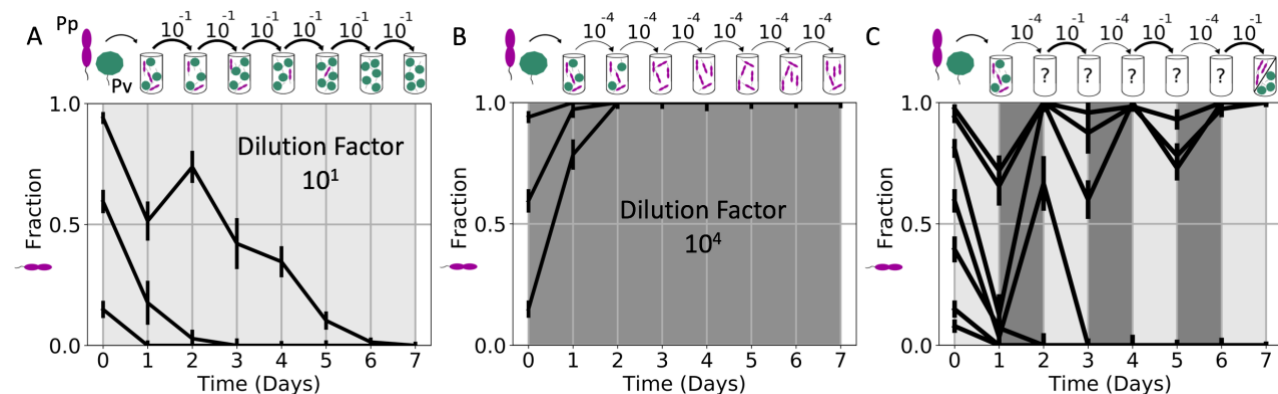 A
Pp
Pv
10⁻¹ 10⁻¹ 10⁻¹ 10⁻¹ 10⁻¹ 10⁻¹
Dilution Factor
10¹
Fraction
1.0
0.5
0.0
0 1 2 3 4 5 6 7
Time (Days)
B
10⁻⁴ 10⁻⁴ 10⁻⁴ 10⁻⁴ 10⁻⁴ 10⁻⁴
Dilution Factor
10⁴
Fraction
1.0
0.5
0.0
0 1 2 3 4 5 6 7
Time (Days)
C
10⁻⁴ 10⁻¹ 10⁻⁴ 10⁻¹ 10⁻⁴ 10⁻¹
? ? ? ? ?
Fraction
1.0
0.5
0.0
0 1 2 3 4 5 6 7
Time (Days)